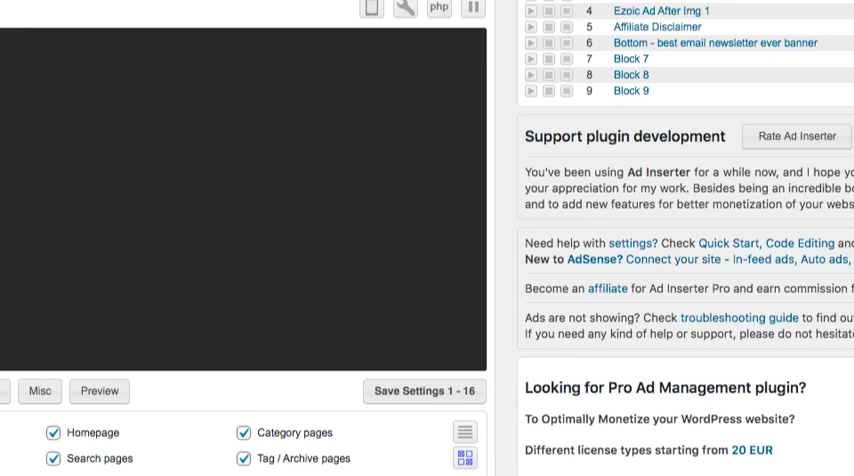 php
4 Ezoic Ad After Img 1
5 Affiliate Disclaimer
6 Bottom - best email newsletter ever banner
7 Block 7
8 Block 8
9 Block 9
Support plugin development
Rate Ad Inserter
You've been using Ad Inserter for a while now, and I hope
your appreciation for my work. Besides being an incredible
and to add new features for better monetization of your
Need help with settings? Check Quick Start, Code Editing
New to AdSense? Connect your site - In-feed ads, Auto ads,
Become an affiliate for Ad Inserter Pro and earn commission
Ads are not showing? Check troubleshooting guide to find
If you need any kind of help or support, please do not
Misc
Preview
Save Settings 1 - 16
Looking for Pro Ad Management plugin?
To Optimally Monetize your WordPress website?
Different license types starting from 20 EUR
Homepage
Category pages
Search pages
Tag / Archive pages